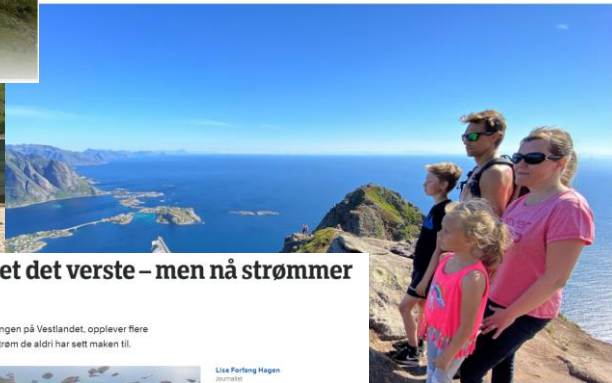 et det verste – men nå strømmer
ngen på Vestlandet, opplever flere
trøm de aldri har sett maken til.
Lise Forfang Hagen
Journalist